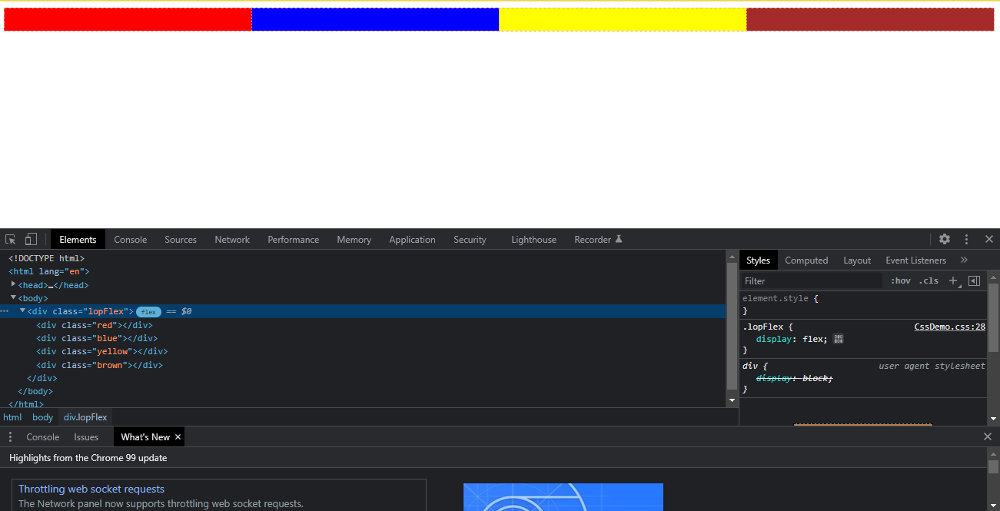 Elements Console Sources Network Performance Memory Application Security Lighthouse Recorder
<!DOCTYPE html>
<html lang="en">
<head>…</head>
<body>
<div class="lopFlex"> flex == $0
<div class="red"></div>
<div class="blue"></div>
<div class="yellow"></div>
<div class="brown"></div>
</div>
</body>
</html>
html body div.lopFlex
Styles Computed Layout Event Listeners »
Filter :hov .cls +
element.style {
}
.lopFlex { CssDemo.css:28
display: flex;
}
div { user agent stylesheet
display: block;
}
Console Issues What's New ×
Highlights from the Chrome 99 update
Throttling web socket requests
The Network panel now supports throttling web socket requests.